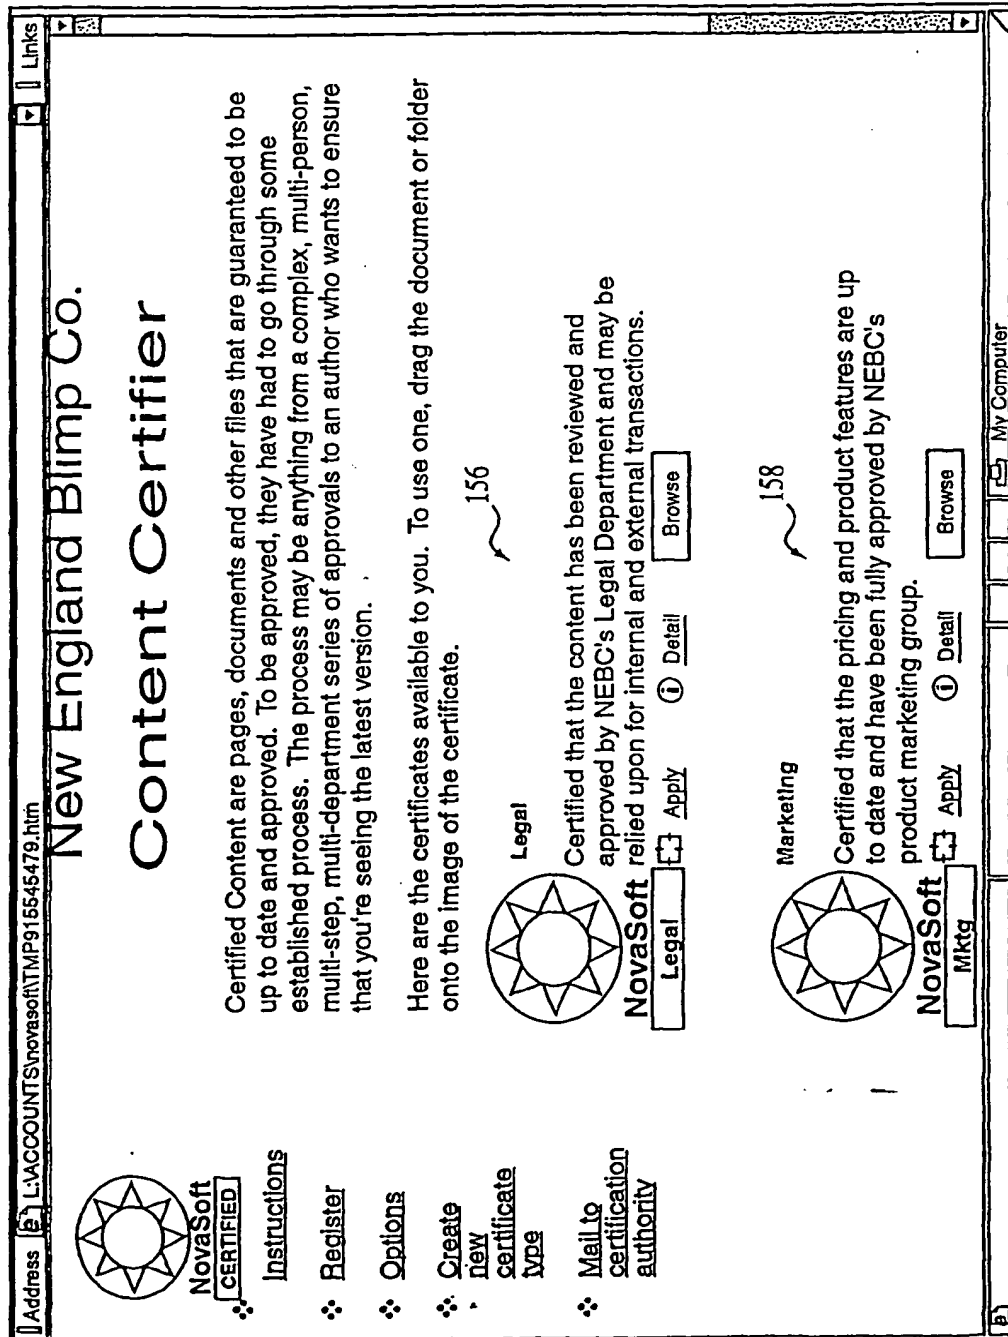 Address L:\ACCOUNTS\novasoft\TMP915545479.htm Links
New England Blimp Co.
Content Certifier
NovaSoft
CERTIFIED
Instructions
Register
Options
Create
new
certificate
type
Mail to
certification
authority
Certified Content are pages, documents and other files that are guaranteed to be
up to date and approved. To be approved, they have had to go through some
established process. The process may be anything from a complex, multi-person,
multi-step, multi-department series of approvals to an author who wants to ensure
that you're seeing the latest version.
Here are the certificates available to you. To use one, drag the document or folder
onto the image of the certificate.
156
Legal
Certified that the content has been reviewed and
approved by NEBC's Legal Department and may be
relied upon for internal and external transactions.
NovaSoft
Legal
Apply Detail Browse
158
Marketing
Certified that the pricing and product features are up
to date and have been fully approved by NEBC's
product marketing group.
NovaSoft
Mktg
Apply Detail Browse
My Computer